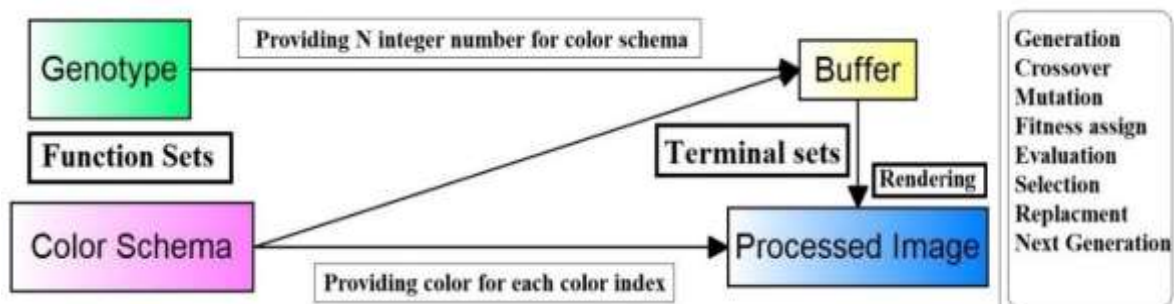 Providing N integer number for color schema
Genotype
Buffer
Function Sets
Terminal sets
Rendering
Color Schema
Processed Image
Providing color for each color index
Generation
Crossover
Mutation
Fitness assign
Evaluation
Selection
Replacment
Next Generation